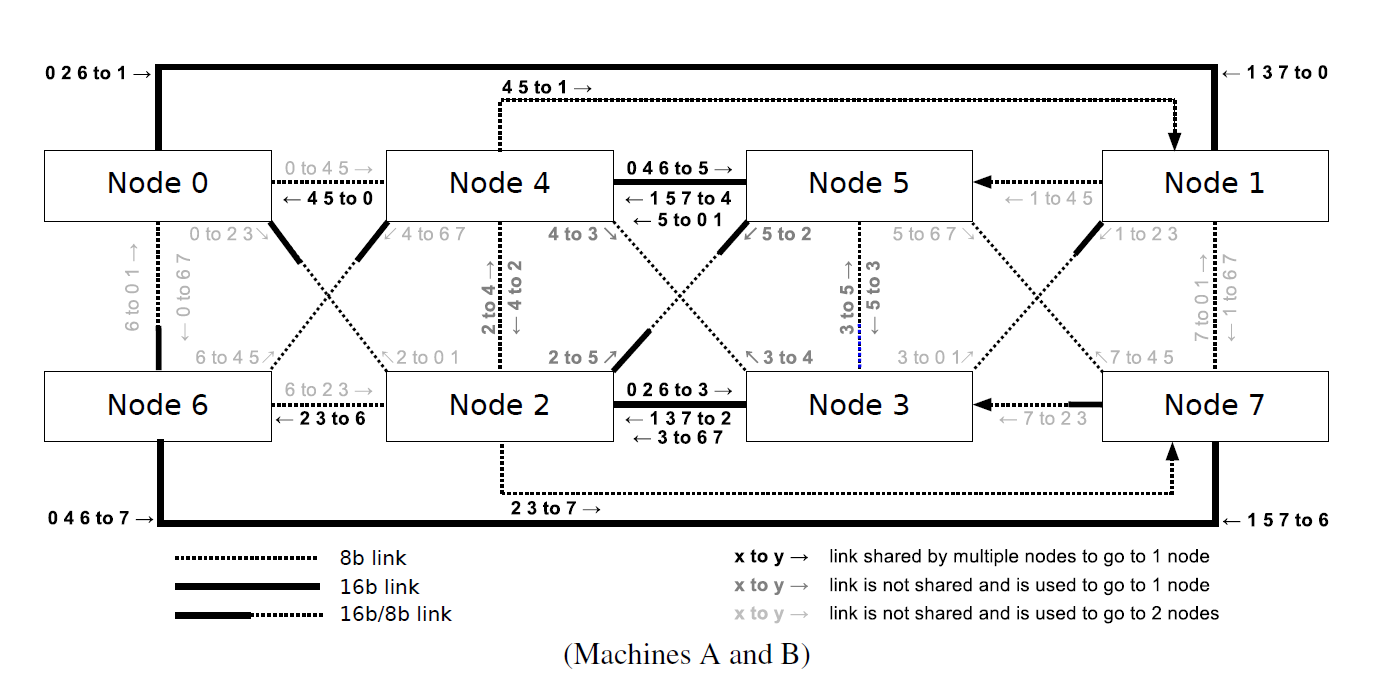 0 2 6 to 1 →
← 1 3 7 to 0
4 5 to 1 →
Node 0
0 to 4 5 →
← 4 5 to 0
Node 4
0 4 6 to 5 →
← 1 5 7 to 4
← 5 to 0 1
Node 5
← 1 to 4 5
Node 1
0 to 2 3 ↘
↙ 4 to 6 7
4 to 3 ↘
↙ 5 to 2
5 to 6 7 ↘
↙ 1 to 2 3
6 to 0 1 →
← 0 to 6 7
2 to 4 →
← 4 to 2
3 to 5 →
← 5 to 3
7 to 0 1 →
← 1 to 6 7
6 to 4 5 ↗
↖ 2 to 0 1
2 to 5 ↗
↖ 3 to 4
3 to 0 1 ↗
↖ 7 to 4 5
Node 6
6 to 2 3 →
← 2 3 to 6
Node 2
0 2 6 to 3 →
← 1 3 7 to 2
← 3 to 6 7
Node 3
← 7 to 2 3
Node 7
2 3 to 7 →
0 4 6 to 7 →
← 1 5 7 to 6
8b link
16b link
16b/8b link
x to y → link shared by multiple nodes to go to 1 node
x to y → link is not shared and is used to go to 1 node
x to y → link is not shared and is used to go to 2 nodes
(Machines A and B)